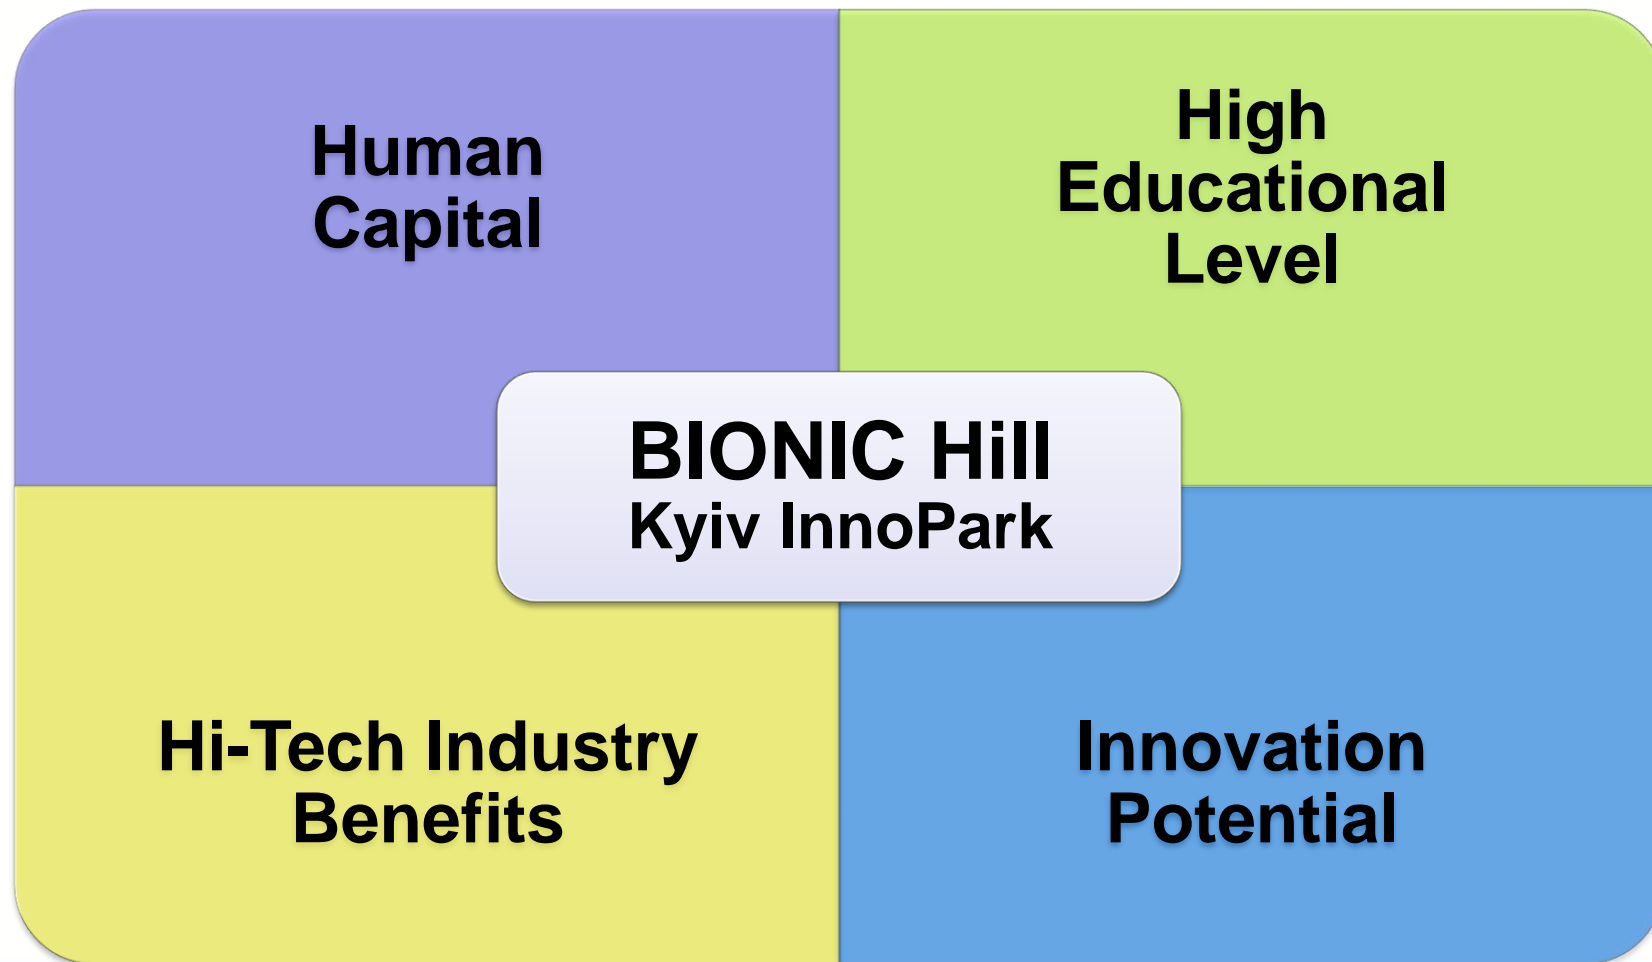 Human
Capital
High
Educational
Level
BIONIC Hill
Kyiv InnoPark
Hi-Tech Industry
Benefits
Innovation
Potential